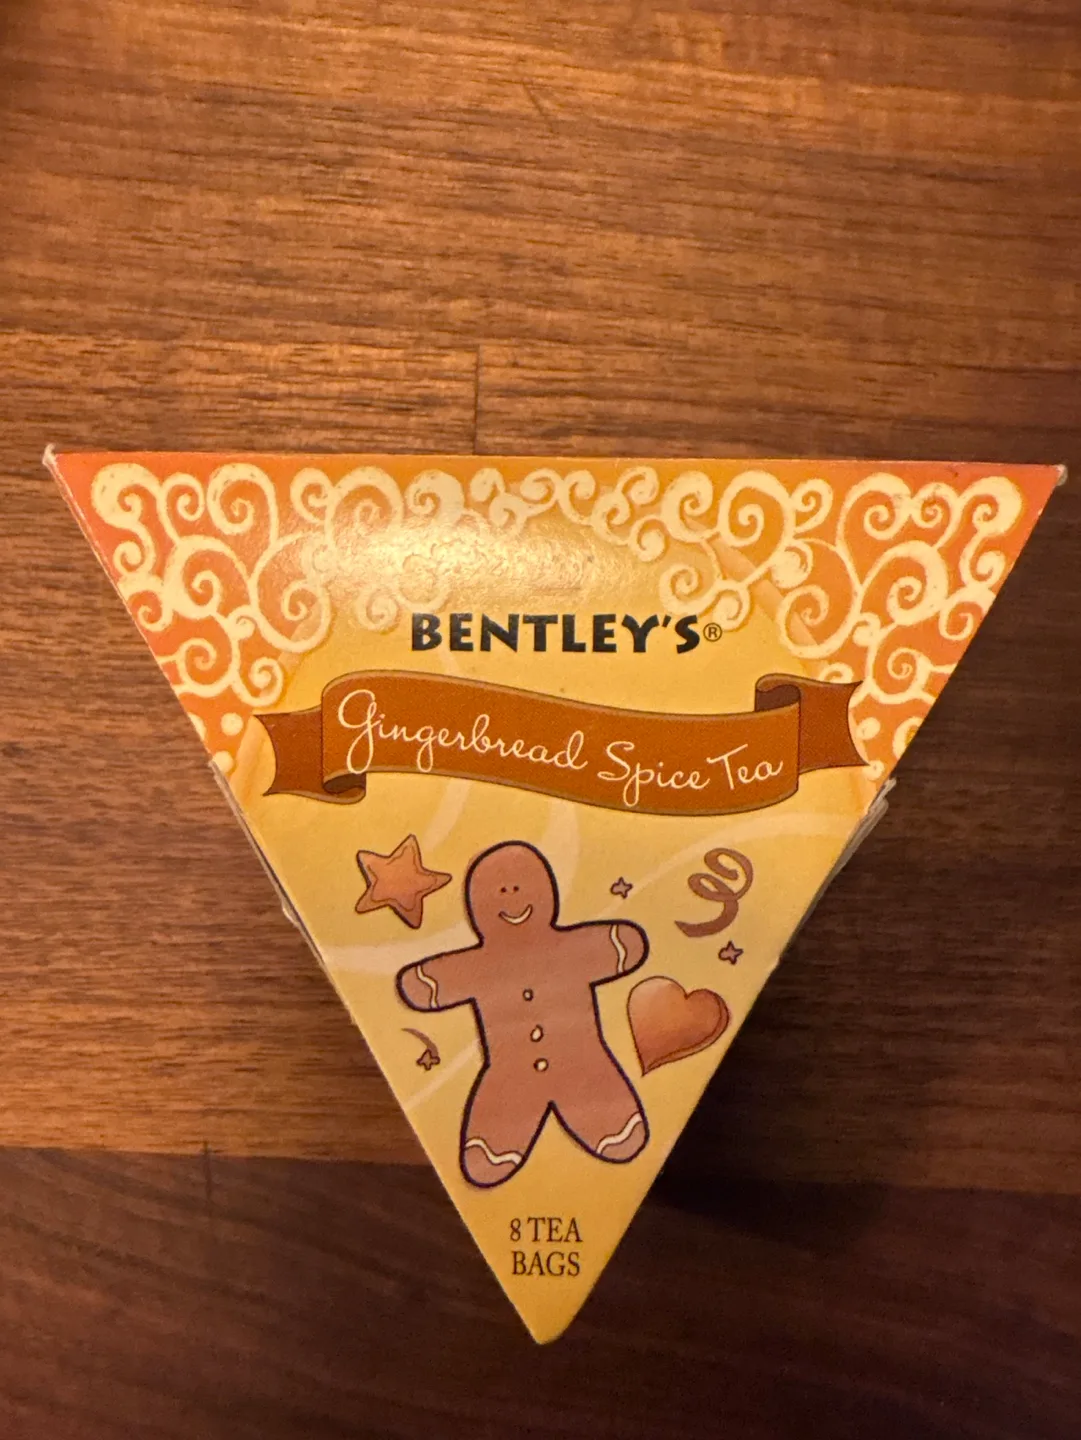 BENTLEY'S®
Gingerbread Spice Tea
8 TEA
BAGS